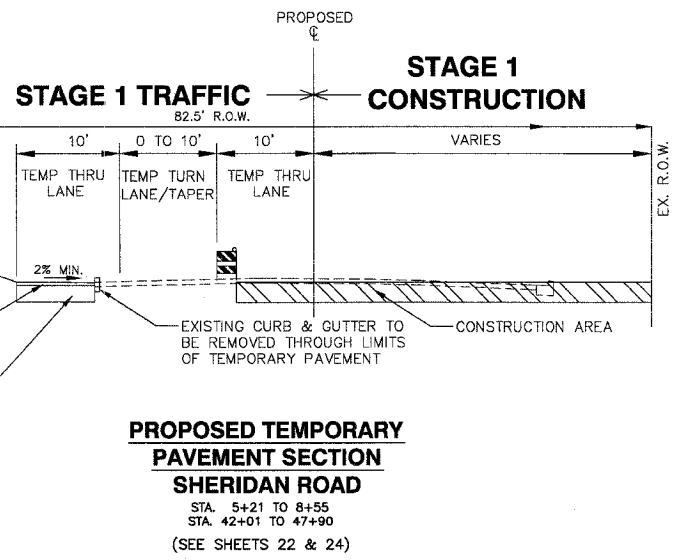 PROPOSED
℄
STAGE 1 TRAFFIC
STAGE 1
CONSTRUCTION
82.5' R.O.W.
10'
0 TO 10'
10'
VARIES
TEMP THRU
LANE
TEMP TURN
LANE/TAPER
TEMP THRU
LANE
EX. R.O.W.
2% MIN.
EXISTING CURB & GUTTER TO
BE REMOVED THROUGH LIMITS
OF TEMPORARY PAVEMENT
CONSTRUCTION AREA
PROPOSED TEMPORARY
PAVEMENT SECTION
SHERIDAN ROAD
STA. 5+21 TO 8+55
STA. 42+01 TO 47+90
(SEE SHEETS 22 & 24)